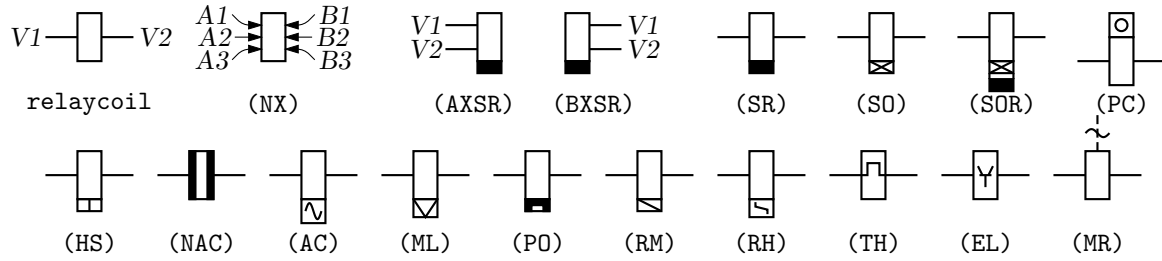 A1 B1 V1
V1 V2 A2 B2 V2 V1
A3 B3 V2
relaycoil (NX) (AXSR) (BXSR) (SR) (SO) (SOR) (PC)
(HS) (NAC) (AC) (ML) (PO) (RM) (RH) (TH) (EL) (MR)